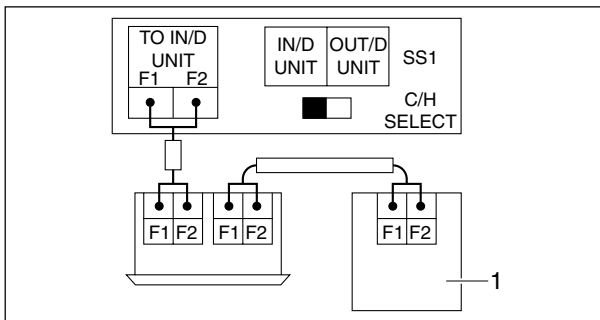 TO IN/D
UNIT
F1 F2
IN/D
UNIT
OUT/D
UNIT
SS1
C/H
SELECT
F1 F2 F1 F2
F1 F2
1